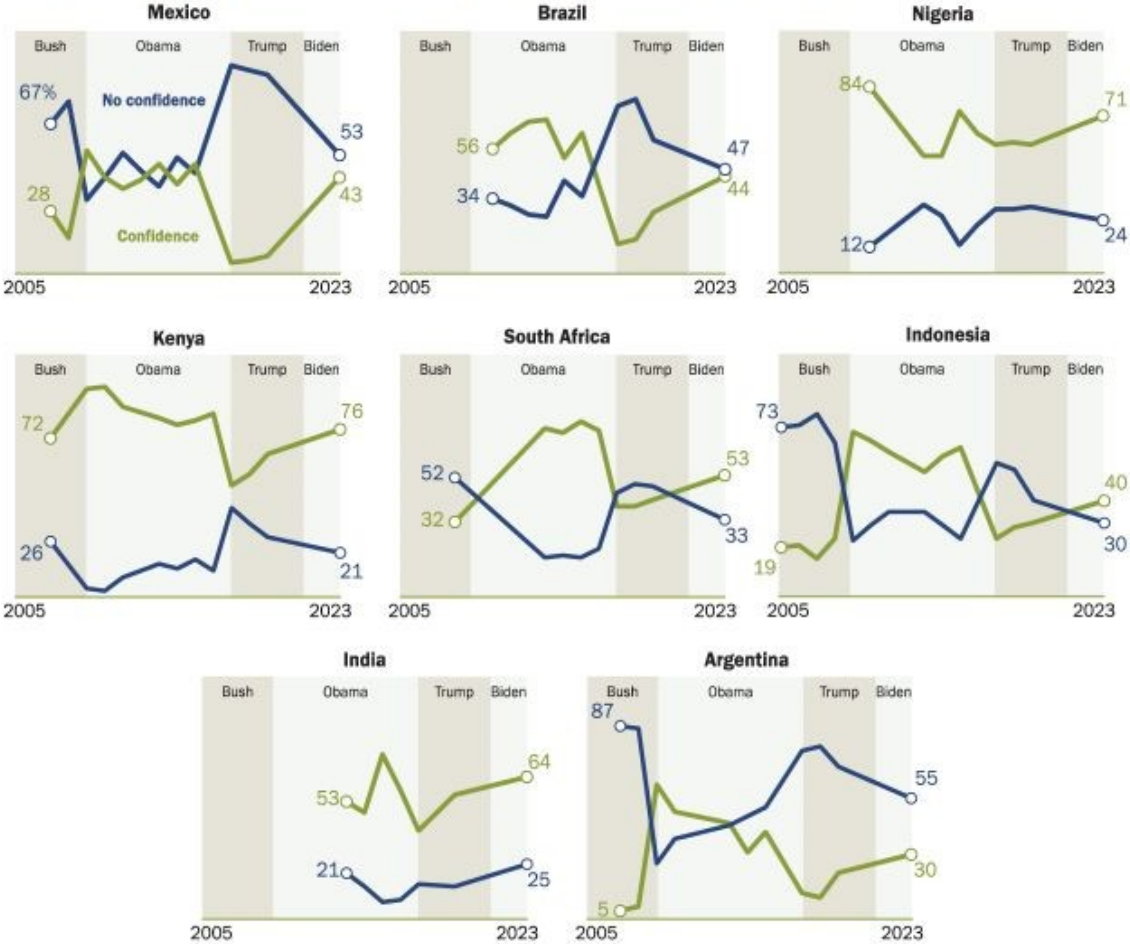 Mexico
Bush Obama Trump Biden
67%
No confidence
53
28
43
Confidence
2005 2023
Brazil
Bush Obama Trump Biden
56
47
34
44
2005 2023
Nigeria
Bush Obama Trump Biden
84
71
12
24
2005 2023
Kenya
Bush Obama Trump Biden
72
76
26
21
2005 2023
South Africa
Bush Obama Trump Biden
52
53
32
33
2005 2023
Indonesia
Bush Obama Trump Biden
73
40
19
30
2005 2023
India
Bush Obama Trump Biden
53
64
21
25
2005 2023
Argentina
Bush Obama Trump Biden
87
55
5
30
2005 2023